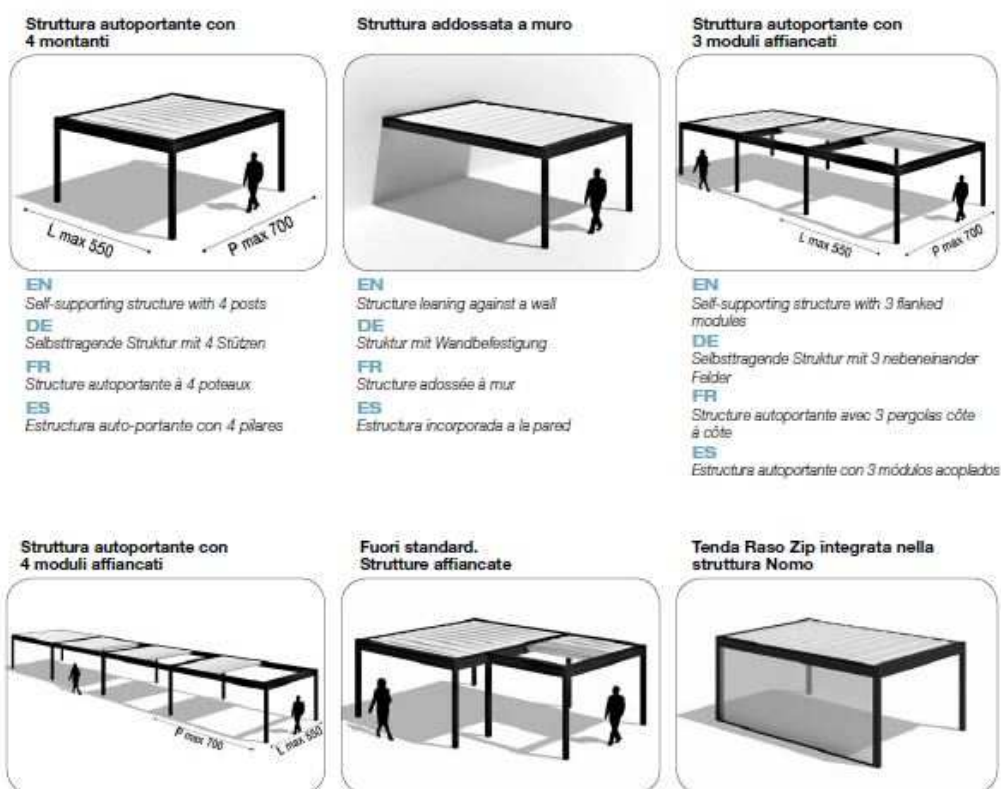 Struttura autoportante con
4 montanti
L max 550
P max 700
EN
Self-supporting structure with 4 posts
DE
Selbsttragende Struktur mit 4 Stützen
FR
Structure autoportante à 4 poteaux
ES
Estructura auto-portante con 4 pilares
Struttura addossata a muro
EN
Structure leaning against a wall
DE
Struktur mit Wandbefestigung
FR
Structure adossée à mur
ES
Estructura incorporada a la pared
Struttura autoportante con
3 moduli affiancati
L max 550
P max 700
EN
Self-supporting structure with 3 flanked
modules
DE
Selbsttragende Struktur mit 3 nebeneinander
Felder
FR
Structure autoportante avec 3 pergolas côte
à côte
ES
Estructura autoportante con 3 módulos acoplados
Struttura autoportante con
4 moduli affiancati
P max 700
L max 550
Fuori standard.
Strutture affiancate
Tenda Raso Zip integrata nella
struttura Nomo